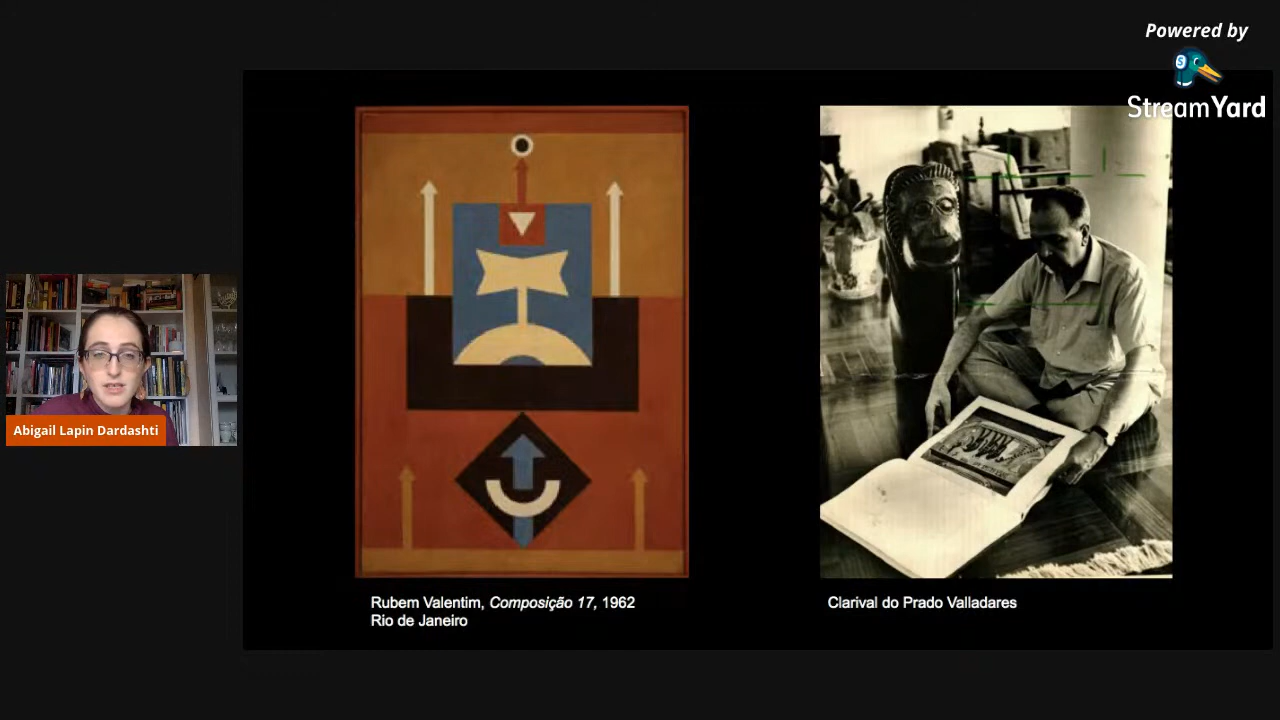 Powered by
StreamYard
Abigail Lapin Dardashti
Rubem Valentim, Composição 17, 1962
Rio de Janeiro
Clarival do Prado Valladares